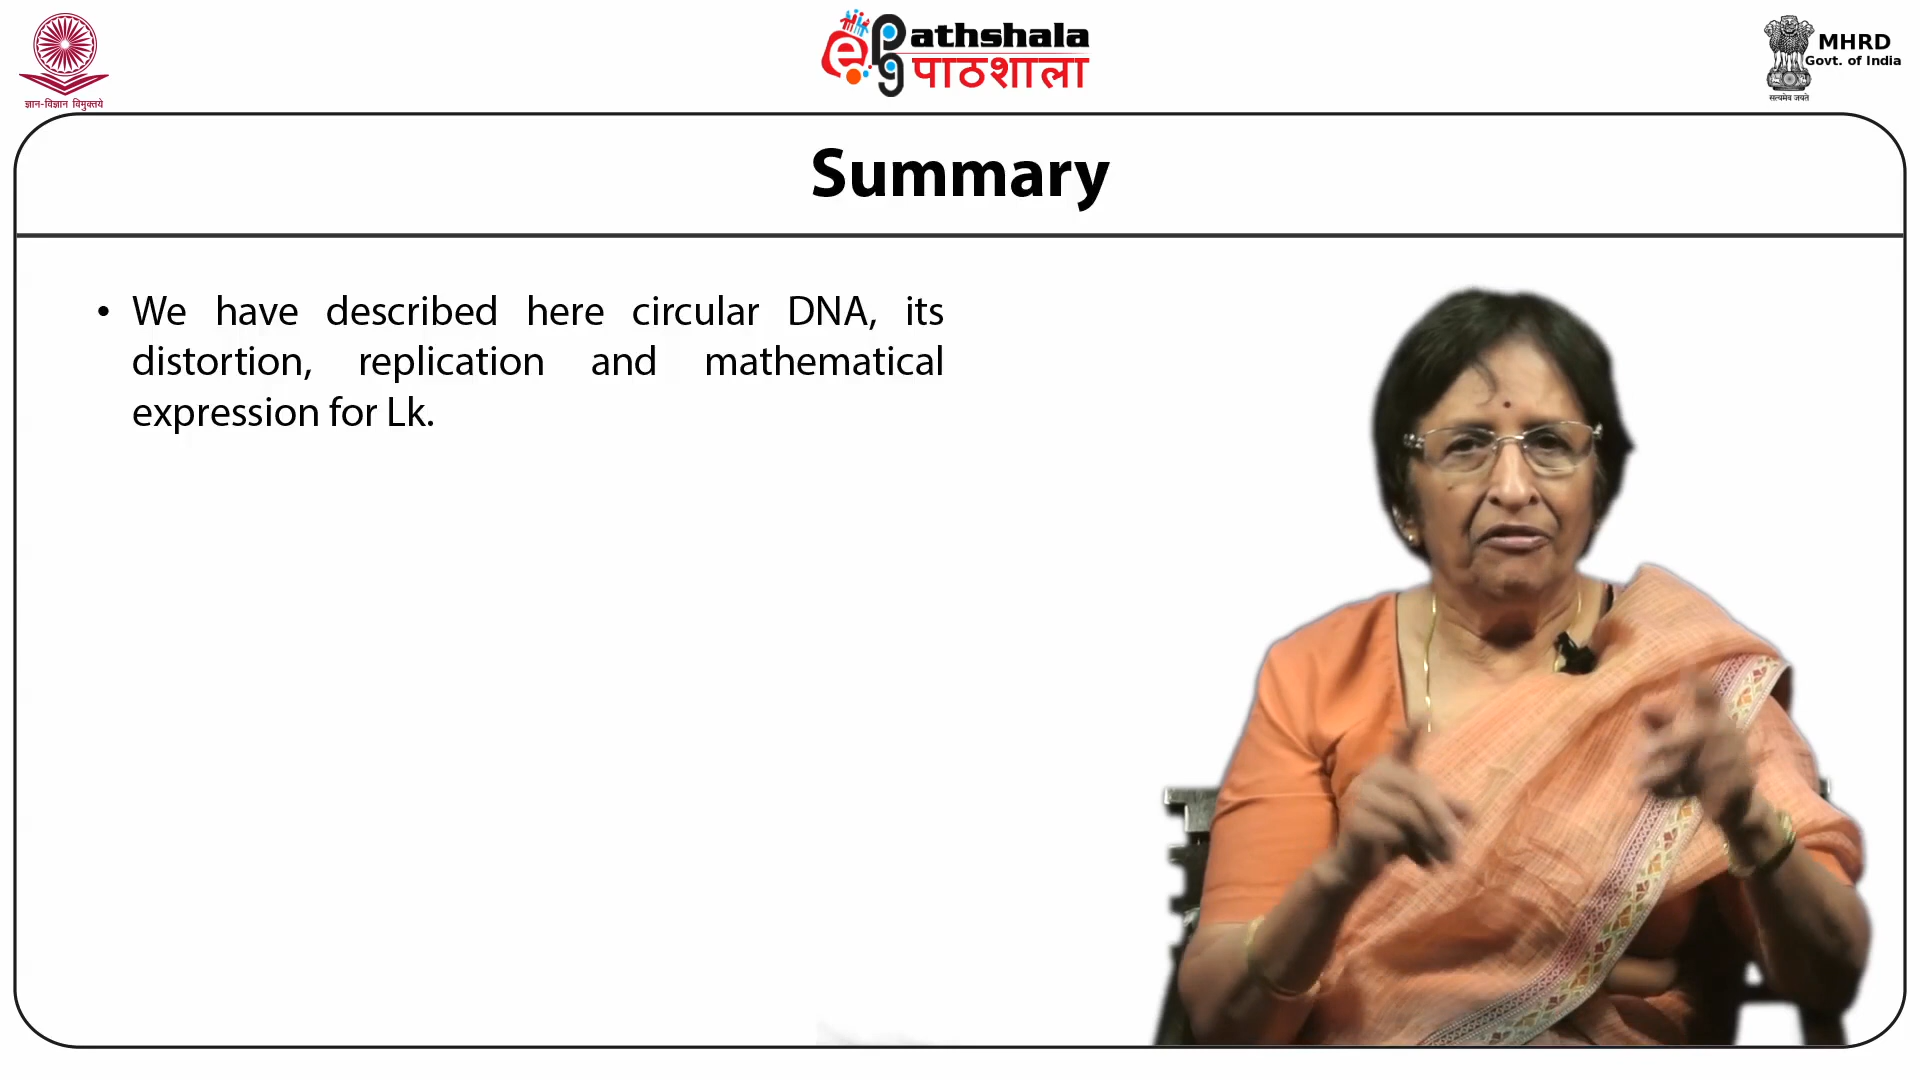 ज्ञान-विज्ञान विमुक्तये
e Pg athshala
पाठशाला
MHRD
Govt. of India
सत्यमेव जयते
Summary
• We have described here circular DNA, its
distortion, replication and mathematical
expression for Lk.